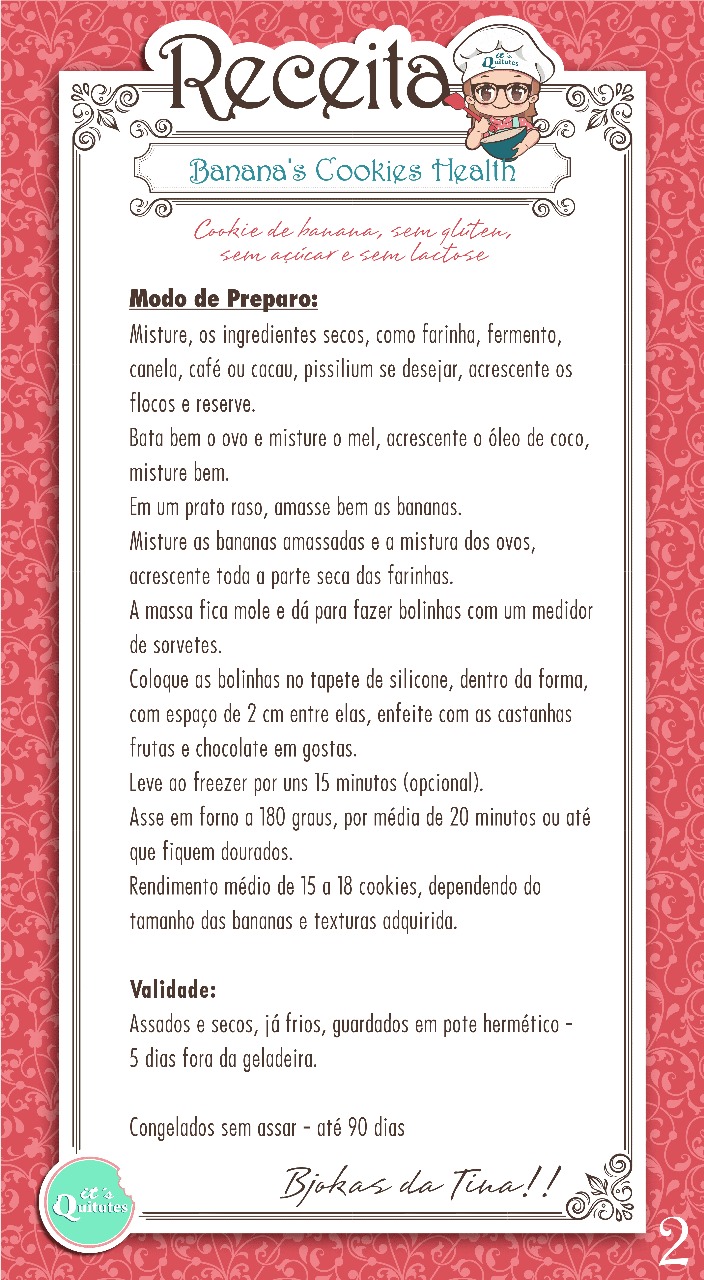 Receita
it's
Quitutes
Banana's Cookies Health
Cookie de banana, sem glúten,
sem açúcar e sem lactose
Modo de Preparo:
Misture, os ingredientes secos, como farinha, fermento,
canela, café ou cacau, pissilium se desejar, acrescente os
flocos e reserve.
Bata bem o ovo e misture o mel, acrescente o óleo de coco,
misture bem.
Em um prato raso, amasse bem as bananas.
Misture as bananas amassadas e a mistura dos ovos,
acrescente toda a parte seca das farinhas.
A massa fica mole e dá para fazer bolinhas com um medidor
de sorvetes.
Coloque as bolinhas no tapete de silicone, dentro da forma,
com espaço de 2 cm entre elas, enfeite com as castanhas
frutas e chocolate em gostas.
Leve ao freezer por uns 15 minutos (opcional).
Asse em forno a 180 graus, por média de 20 minutos ou até
que fiquem dourados.
Rendimento médio de 15 a 18 cookies, dependendo do
tamanho das bananas e texturas adquirida.
Validade:
Assados e secos, já frios, guardados em pote hermético -
5 dias fora da geladeira.
Congelados sem assar - até 90 dias
Bjokas da Tina!!
it's
Quitutes
2